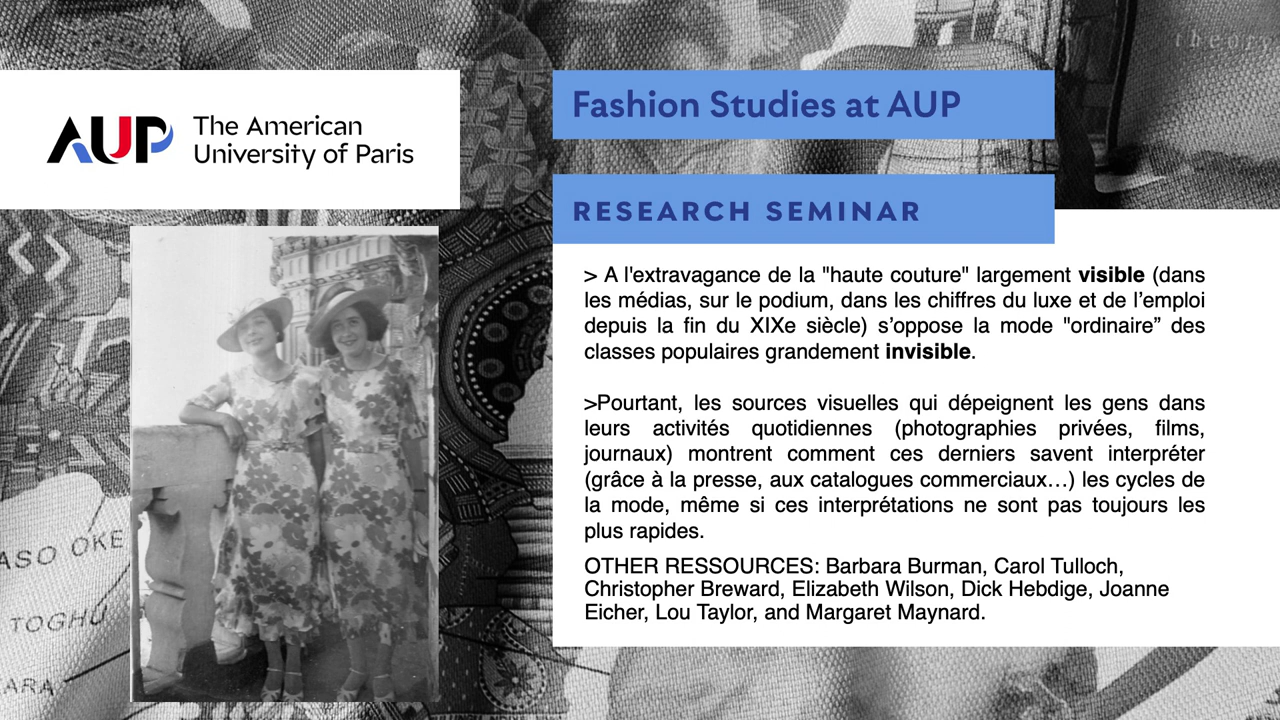 theory
AUP The American
University of Paris
Fashion Studies at AUP
RESEARCH SEMINAR
> A l'extravagance de la "haute couture" largement visible (dans
les médias, sur le podium, dans les chiffres du luxe et de l’emploi
depuis la fin du XIXe siècle) s’oppose la mode "ordinaire” des
classes populaires grandement invisible.
>Pourtant, les sources visuelles qui dépeignent les gens dans
leurs activités quotidiennes (photographies privées, films,
journaux) montrent comment ces derniers savent interpréter
(grâce à la presse, aux catalogues commerciaux…) les cycles de
la mode, même si ces interprétations ne sont pas toujours les
plus rapides.
OTHER RESSOURCES: Barbara Burman, Carol Tulloch,
Christopher Breward, Elizabeth Wilson, Dick Hebdige, Joanne
Eicher, Lou Taylor, and Margaret Maynard.
ASO OKE
TOGHU